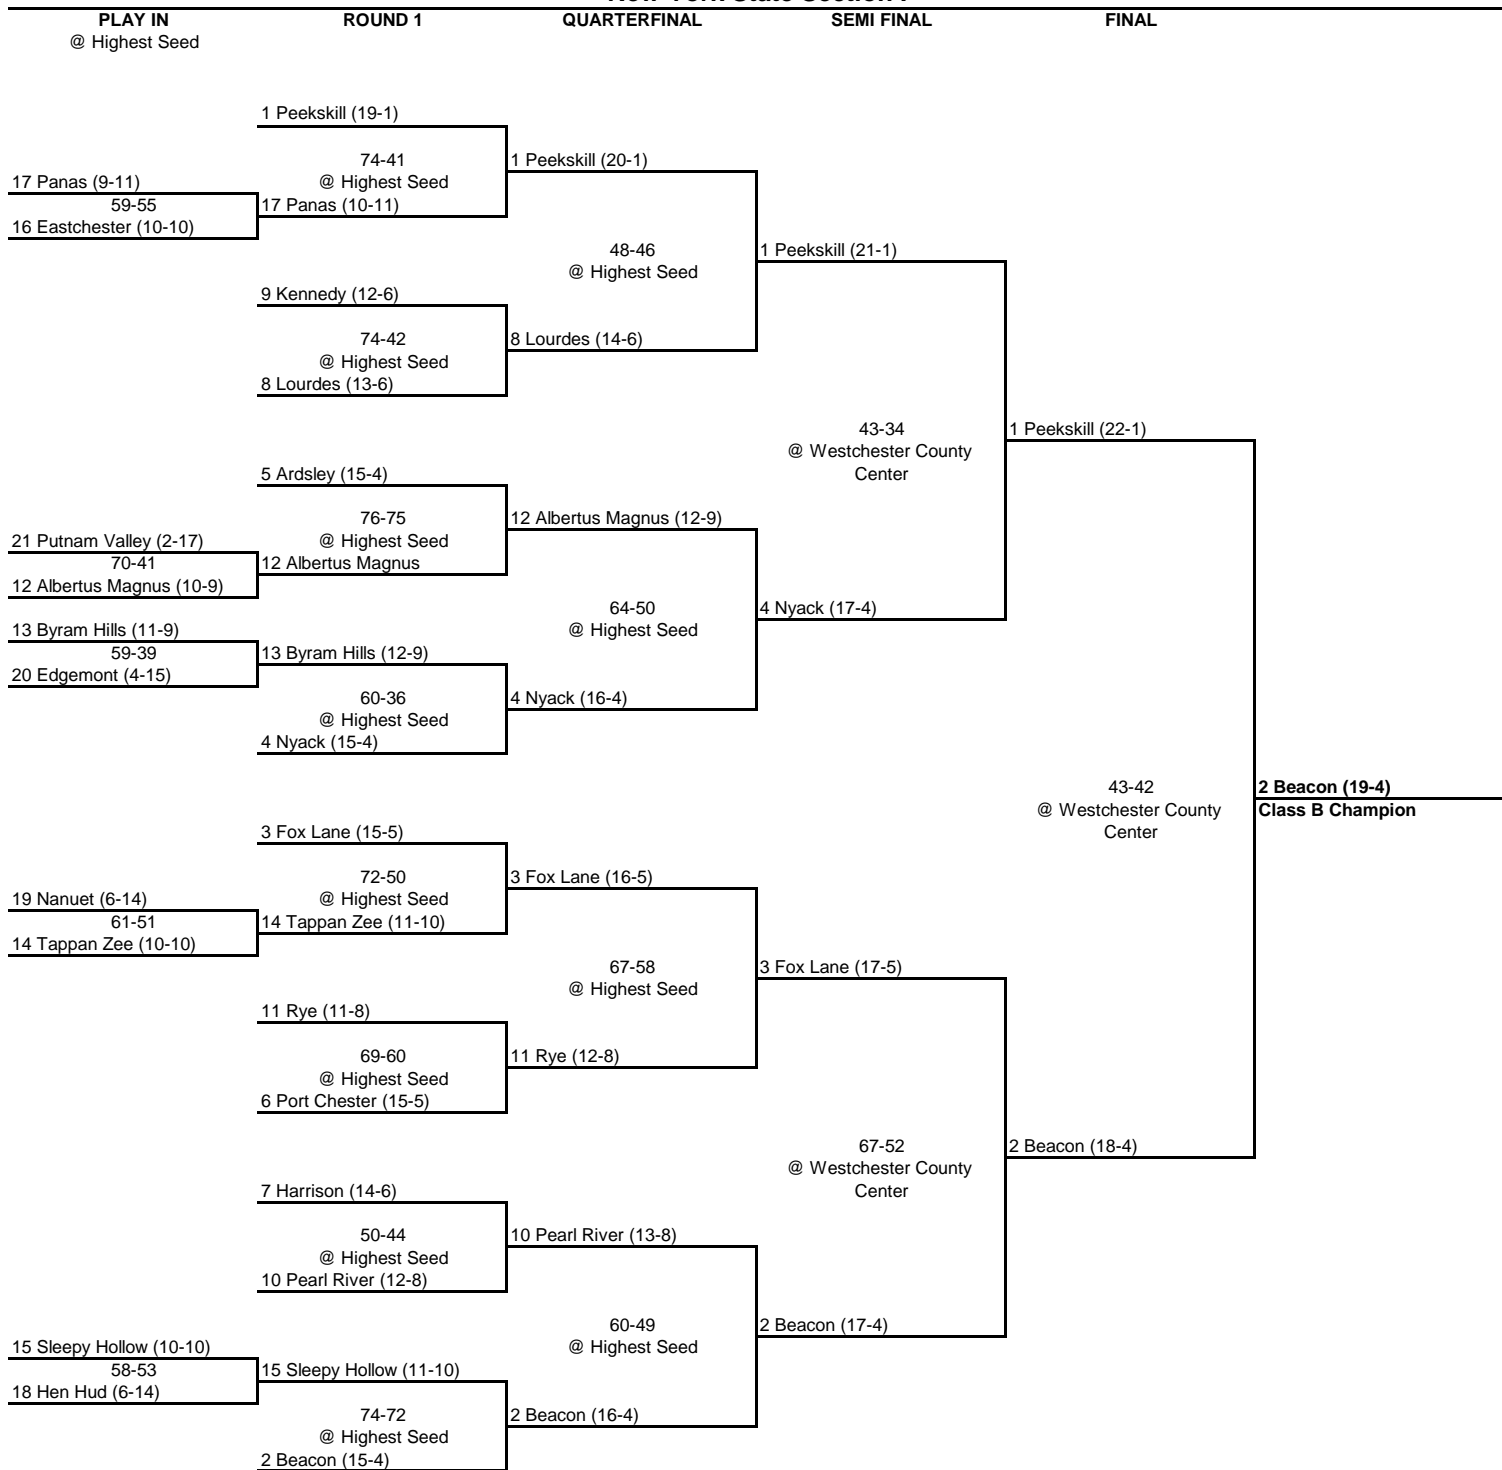 PLAY IN
@ Highest Seed
ROUND 1
QUARTERFINAL
SEMI FINAL
FINAL
1 Peekskill (19-1)
74-41
@ Highest Seed
1 Peekskill (20-1)
17 Panas (9-11)
59-55
17 Panas (10-11)
16 Eastchester (10-10)
48-46
@ Highest Seed
1 Peekskill (21-1)
9 Kennedy (12-6)
74-42
@ Highest Seed
8 Lourdes (14-6)
8 Lourdes (13-6)
43-34
@ Westchester County
Center
1 Peekskill (22-1)
5 Ardsley (15-4)
76-75
@ Highest Seed
12 Albertus Magnus (12-9)
21 Putnam Valley (2-17)
70-41
12 Albertus Magnus
12 Albertus Magnus (10-9)
64-50
@ Highest Seed
4 Nyack (17-4)
13 Byram Hills (11-9)
59-39
13 Byram Hills (12-9)
20 Edgemont (4-15)
60-36
@ Highest Seed
4 Nyack (16-4)
4 Nyack (15-4)
43-42
@ Westchester County
Center
2 Beacon (19-4)
Class B Champion
3 Fox Lane (15-5)
72-50
@ Highest Seed
3 Fox Lane (16-5)
19 Nanuet (6-14)
61-51
14 Tappan Zee (11-10)
14 Tappan Zee (10-10)
67-58
@ Highest Seed
3 Fox Lane (17-5)
11 Rye (11-8)
69-60
@ Highest Seed
11 Rye (12-8)
6 Port Chester (15-5)
67-52
@ Westchester County
Center
2 Beacon (18-4)
7 Harrison (14-6)
50-44
@ Highest Seed
10 Pearl River (13-8)
10 Pearl River (12-8)
60-49
@ Highest Seed
2 Beacon (17-4)
15 Sleepy Hollow (10-10)
58-53
15 Sleepy Hollow (11-10)
18 Hen Hud (6-14)
74-72
@ Highest Seed
2 Beacon (16-4)
2 Beacon (15-4)